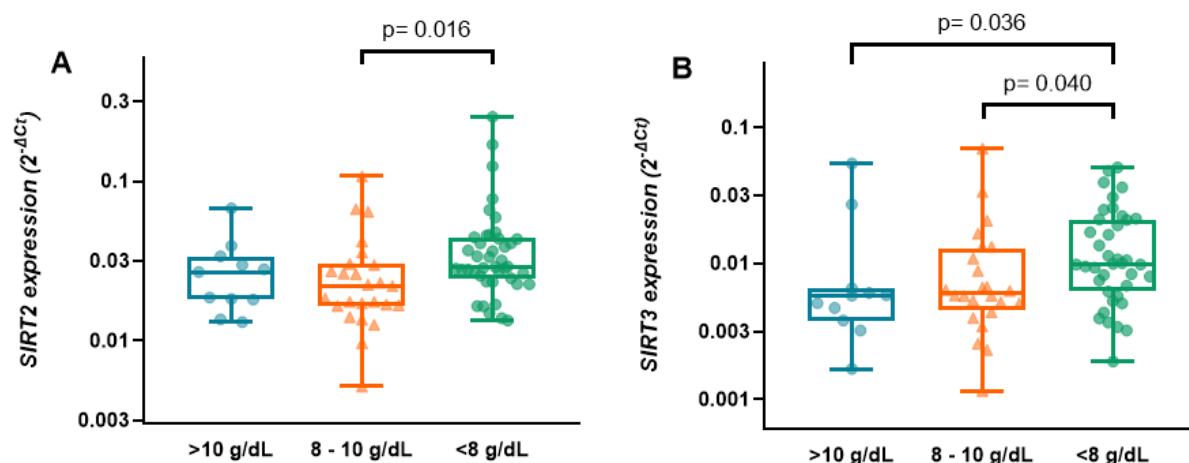 A
p= 0.016
SIRT2 expression (2-ΔCt)
0.3
0.1
0.03
0.01
0.003
>10 g/dL
8 - 10 g/dL
<8 g/dL
B
p= 0.036
p= 0.040
SIRT3 expression (2-ΔCt)
0.1
0.03
0.01
0.003
0.001
>10 g/dL
8 - 10 g/dL
<8 g/dL